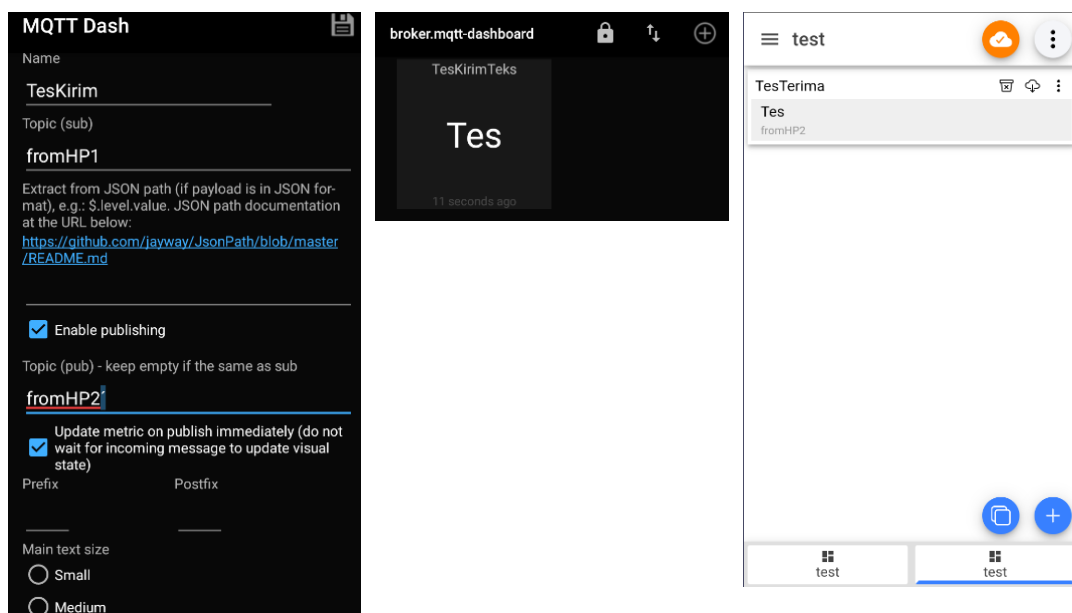 MQTT Dash
Name
TesKirim
Topic (sub)
fromHP1
Extract from JSON path (if payload is in JSON for-
mat), e.g.: $.level.value. JSON path documentation
at the URL below:
https://github.com/jayway/JsonPath/blob/master
/README.md
Enable publishing
Topic (pub) - keep empty if the same as sub
fromHP2
Update metric on publish immediately (do not
wait for incoming message to update visual
state)
Prefix Postfix
Main text size
Small
Medium
broker.mqtt-dashboard
TesKirimTeks
Tes
11 seconds ago
test
TesTerima
Tes
fromHP2
test test